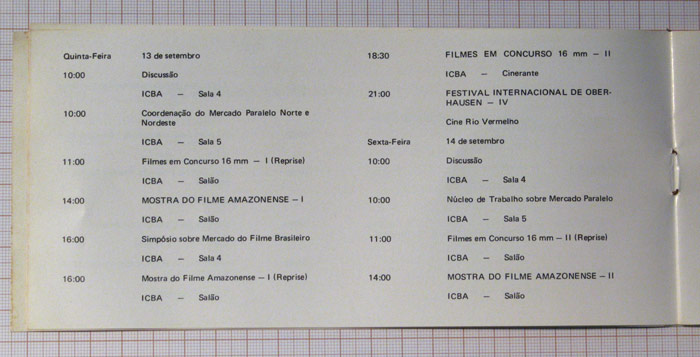 Quinta-Feira 13 de setembro
10:00 Discussão
ICBA — Sala 4
10:00 Coordenação do Mercado Paralelo Norte e
Nordeste
ICBA — Sala 5
11:00 Filmes em Concurso 16 mm — I (Reprise)
ICBA — Salão
14:00 MOSTRA DO FILME AMAZONENSE — I
ICBA — Salão
16:00 Simpósio sobre Mercado do Filme Brasileiro
ICBA — Sala 4
16:00 Mostra do Filme Amazonense — I (Reprise)
ICBA — Salão
18:30 FILMES EM CONCURSO 16 mm — II
ICBA — Cinerante
21:00 FESTIVAL INTERNACIONAL DE OBER-
HAUSEN — IV
Cine Rio Vermelho
Sexta-Feira 14 de setembro
10:00 Discussão
ICBA — Sala 4
10:00 Núcleo de Trabalho sobre Mercado Paralelo
ICBA — Sala 5
11:00 Filmes em Concurso 16 mm — II (Reprise)
ICBA — Salão
14:00 MOSTRA DO FILME AMAZONENSE — II
ICBA — Salão